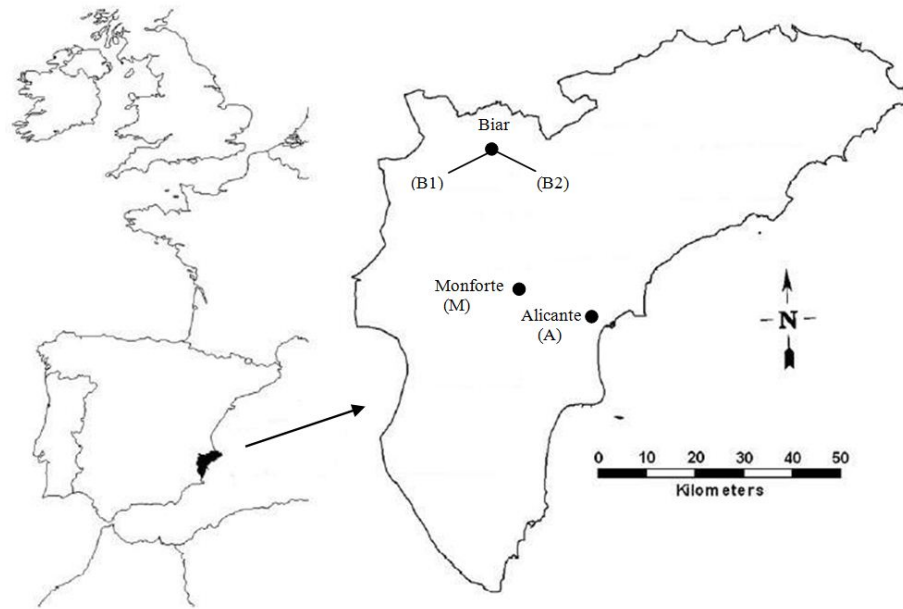 Biar
(B1) (B2)
Monforte
(M)
Alicante
(A)
N
0 10 20 30 40 50
Kilometers